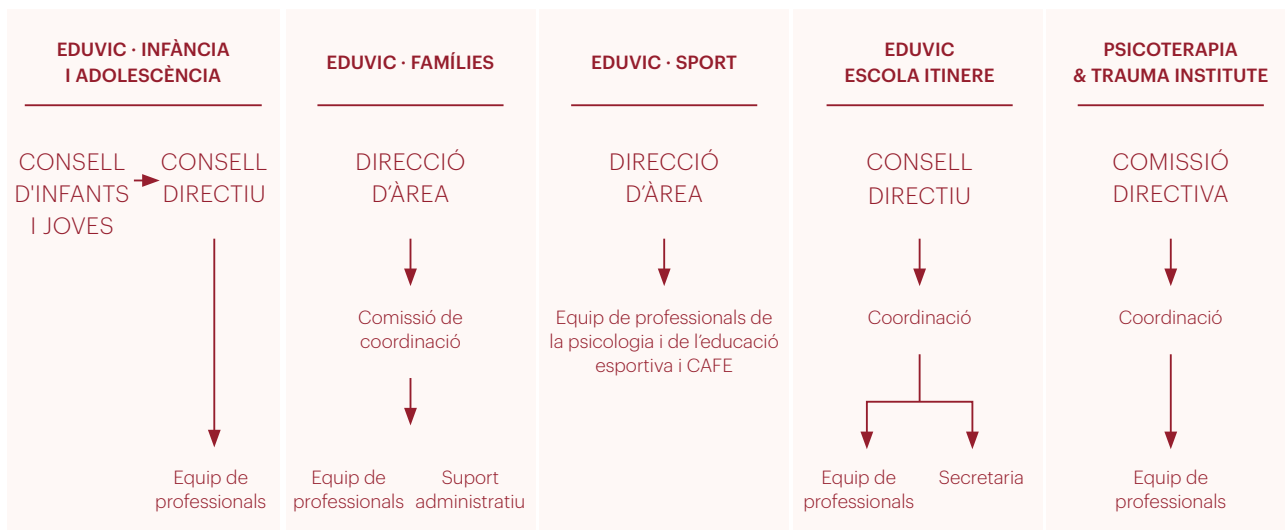 EDUVIC · INFÀNCIA
I ADOLESCÈNCIA
CONSELL
D'INFANTS
I JOVES
CONSELL
DIRECTIU
Equip de
professionals
EDUVIC · FAMÍLIES
DIRECCIÓ
D'ÀREA
Comissió de
coordinació
Equip de
professionals
Suport
administratiu
EDUVIC · SPORT
DIRECCIÓ
D'ÀREA
Equip de professionals de
la psicologia i de l'educació
esportiva i CAFE
EDUVIC
ESCOLA ITINERE
CONSELL
DIRECTIU
Coordinació
Equip de
professionals
Secretaria
PSICOTERAPIA
& TRAUMA INSTITUTE
COMISSIÓ
DIRECTIVA
Coordinació
Equip de
professionals